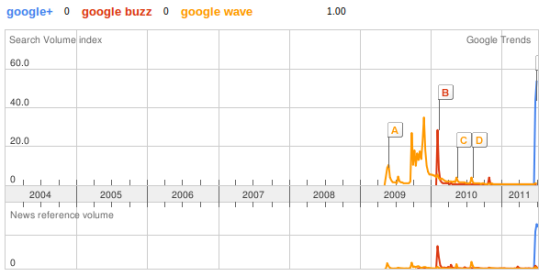 google+ 0 google buzz 0 google wave 1.00
Search Volume index Google Trends
60.0
40.0
20.0
0
A
B
C D
2004 2005 2006 2007 2008 2009 2010 2011
News reference volume
0